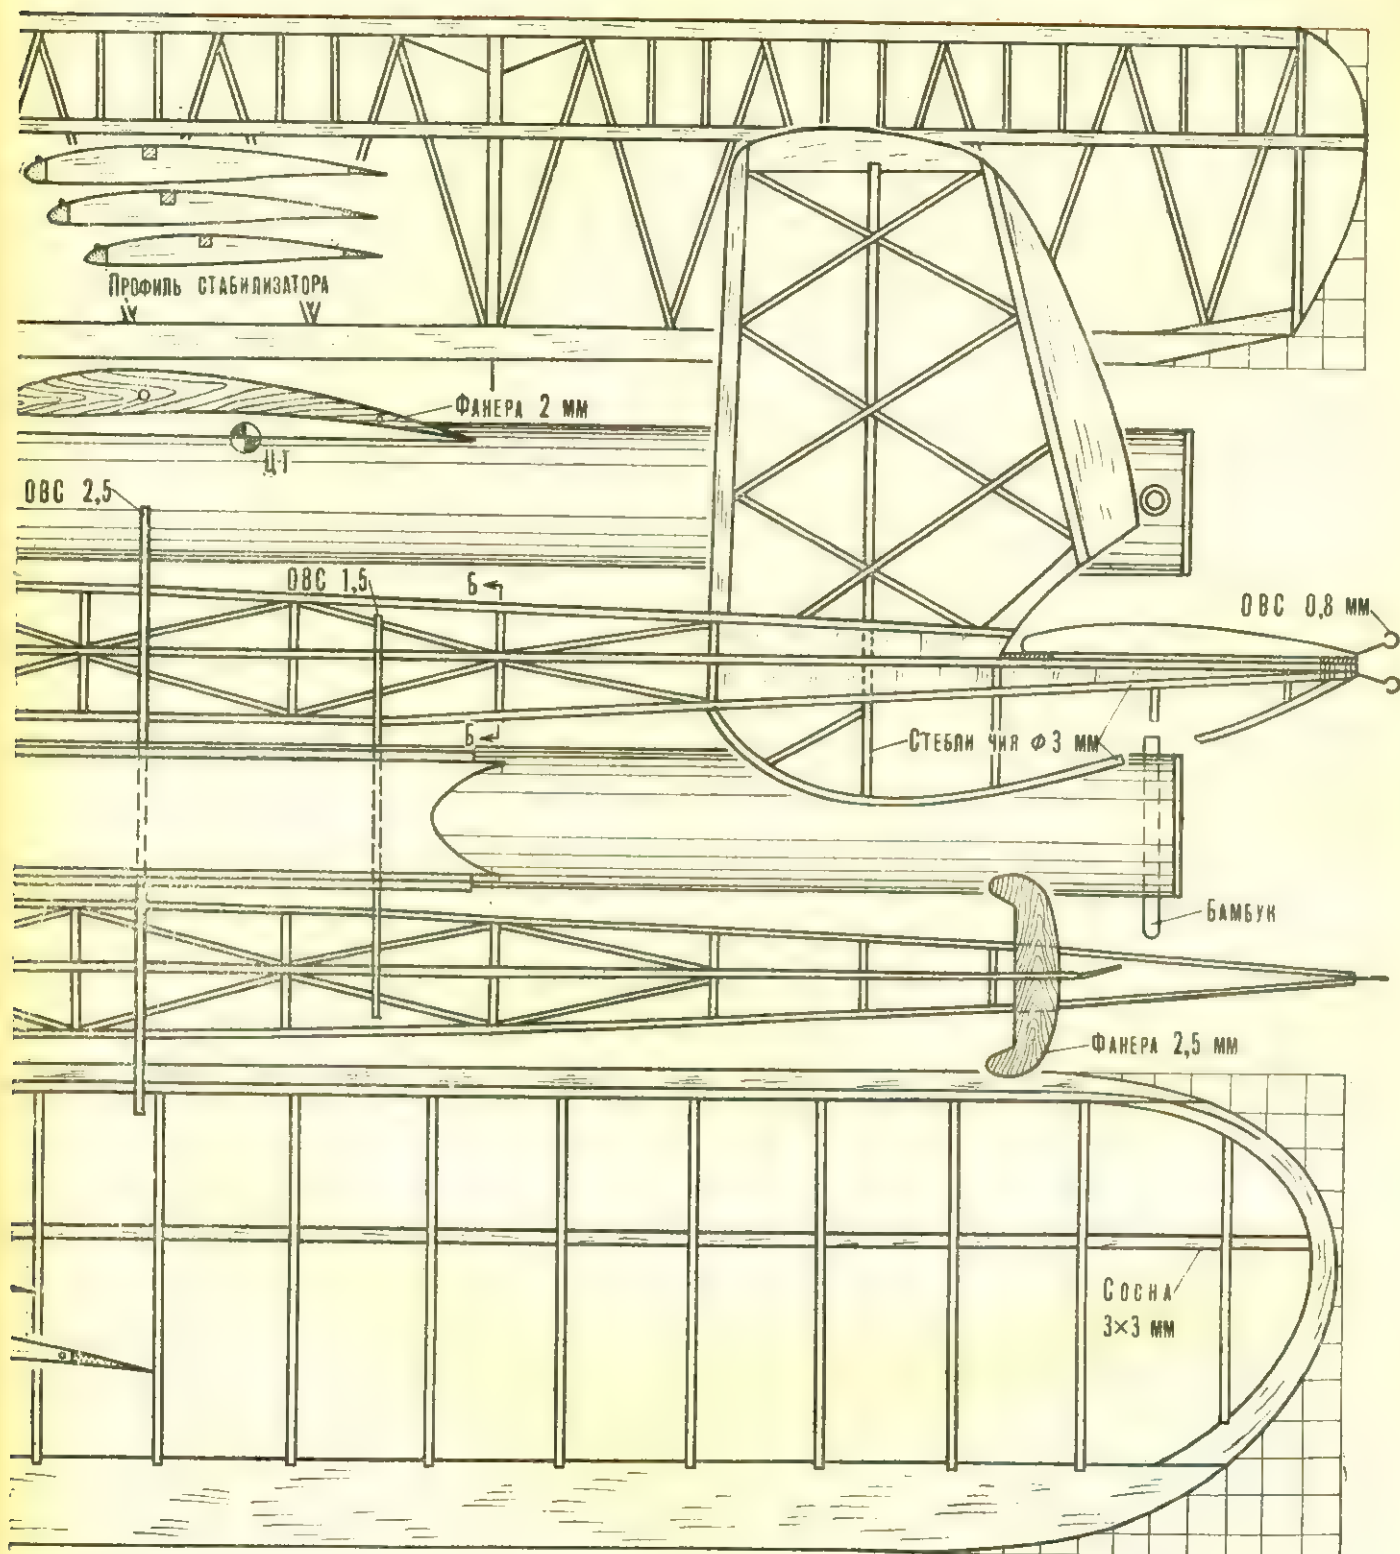 Профиль стабилизатора
Фанера 2 мм
ЦТ
ОВС 2,5
ОВС 1,5
Б
ОВС 0,8 мм
Б
Стебли чия Ф3 мм
Бамбук
Фанера 2,5 мм
Сосна
3×3 мм